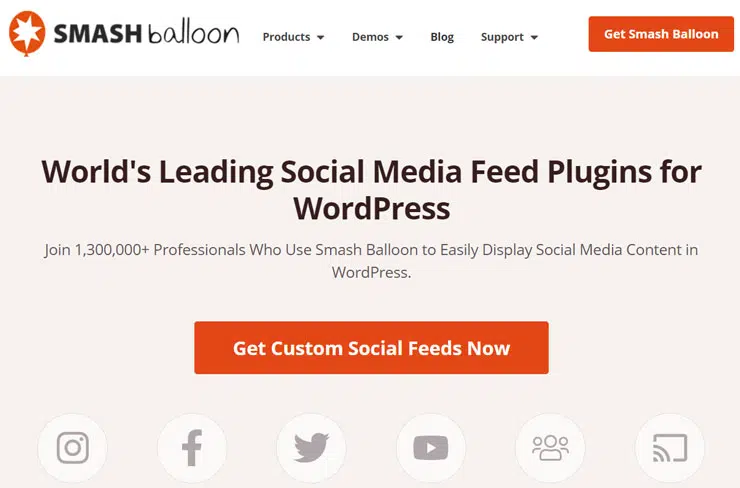 SMASH balloon
Products
Demos
Blog
Support
Get Smash Balloon
World's Leading Social Media Feed Plugins for
WordPress
Join 1,300,000+ Professionals Who Use Smash Balloon to Easily Display Social Media Content in
WordPress.
Get Custom Social Feeds Now